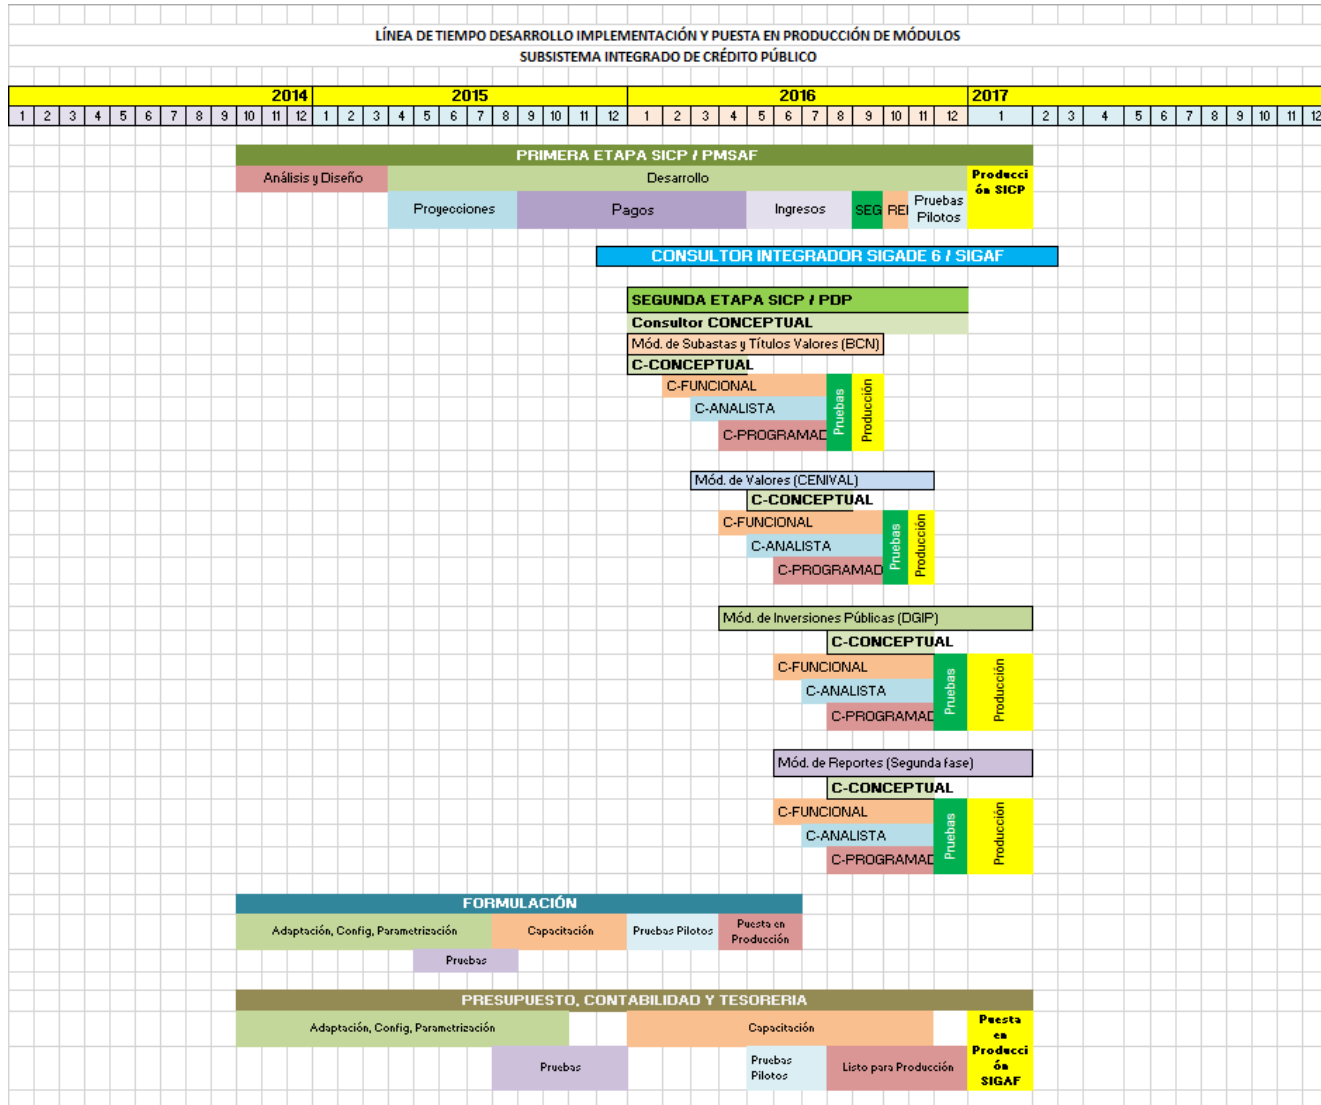 LÍNEA DE TIEMPO DESARROLLO IMPLEMENTACIÓN Y PUESTA EN PRODUCCIÓN DE MÓDULOS
SUBSISTEMA INTEGRADO DE CRÉDITO PÚBLICO
2014 2015 2016 2017
1 2 3 4 5 6 7 8 9 10 11 12 1 2 3 4 5 6 7 8 9 10 11 12 1 2 3 4 5 6 7 8 9 10 11 12 1 2 3 4 5 6 7 8 9 10 11 12
PRIMERA ETAPA SICP / PMSAF
Análisis y Diseño
Desarrollo
Producci
ón SICP
Proyecciones
Pagos
Ingresos
SEG
REI
Pruebas
Pilotos
CONSULTOR INTEGRADOR SIGADE 6 / SIGAF
SEGUNDA ETAPA SICP / PDP
Consultor CONCEPTUAL
Mód. de Subastas y Títulos Valores (BCN)
C-CONCEPTUAL
C-FUNCIONAL
C-ANALISTA
C-PROGRAMAD
Pruebas
Producción
Mód. de Valores (CENIVAL)
C-CONCEPTUAL
C-FUNCIONAL
C-ANALISTA
C-PROGRAMAD
Pruebas
Producción
Mód. de Inversiones Públicas (DGIP)
C-CONCEPTUAL
C-FUNCIONAL
C-ANALISTA
C-PROGRAMAD
Pruebas
Producción
Mód. de Reportes (Segunda fase)
C-CONCEPTUAL
C-FUNCIONAL
C-ANALISTA
C-PROGRAMAD
Pruebas
Producción
FORMULACIÓN
Adaptación, Config, Parametrización
Capacitación
Pruebas Pilotos
Puesta en
Producción
Pruebas
PRESUPUESTO, CONTABILIDAD Y TESORERIA
Adaptación, Config, Parametrización
Capacitación
Puesta
en
Producci
ón
SIGAF
Pruebas
Pruebas
Pilotos
Listo para Producción